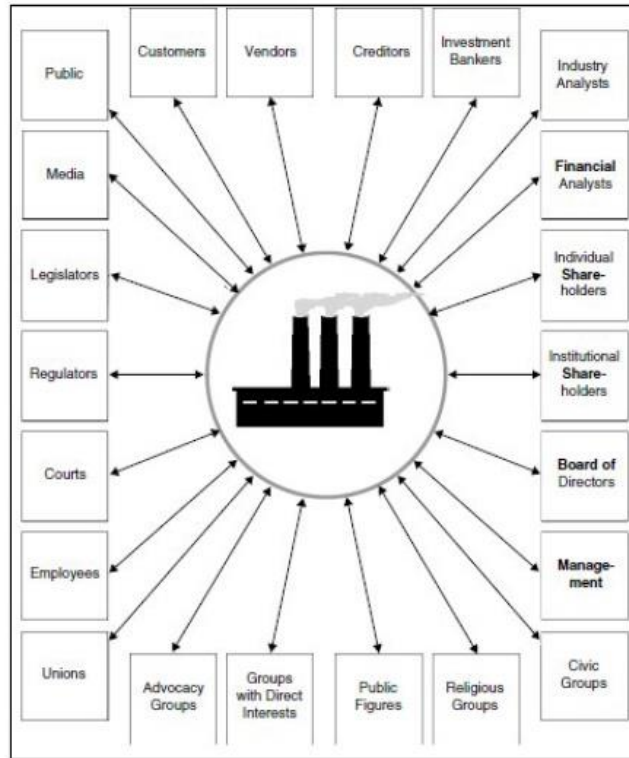 Customers
Vendors
Creditors
Investment
Bankers
Public
Industry
Analysts
Media
Financial
Analysts
Legislators
Individual
Share-
holders
Regulators
Institutional
Share-
holders
Courts
Board of
Directors
Employees
Manage-
ment
Unions
Advocacy
Groups
Groups
with Direct
Interests
Public
Figures
Religious
Groups
Civic
Groups